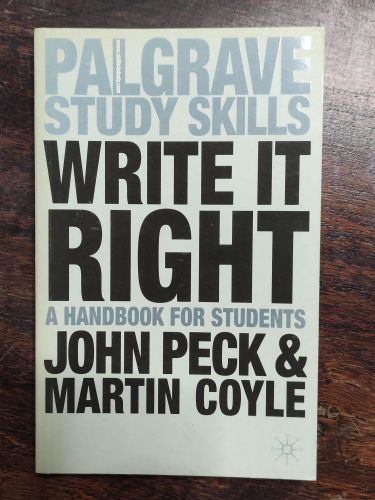 PALGRAVE
STUDY SKILLS
WRITE IT
RIGHT
A HANDBOOK FOR STUDENTS
JOHN PECK &
MARTIN COYLE